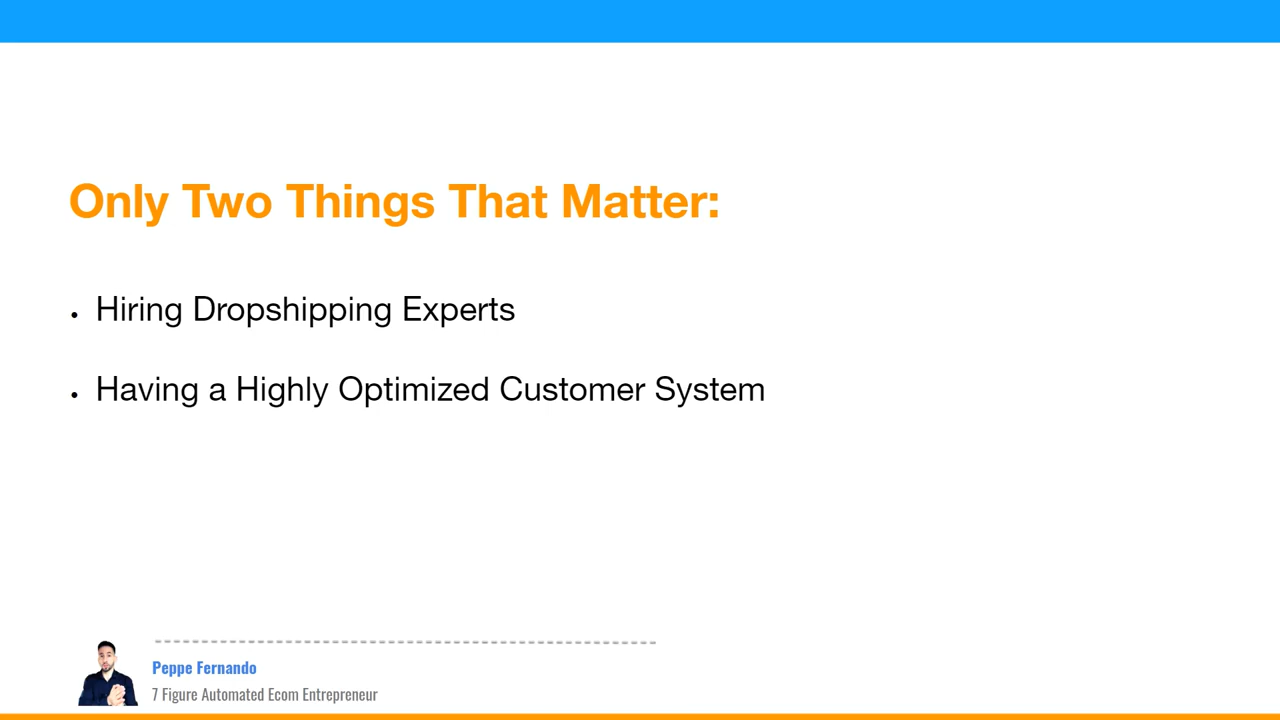 Only Two Things That Matter:
• Hiring Dropshipping Experts
• Having a Highly Optimized Customer System
Peppe Fernando
7 Figure Automated Ecom Entrepreneur